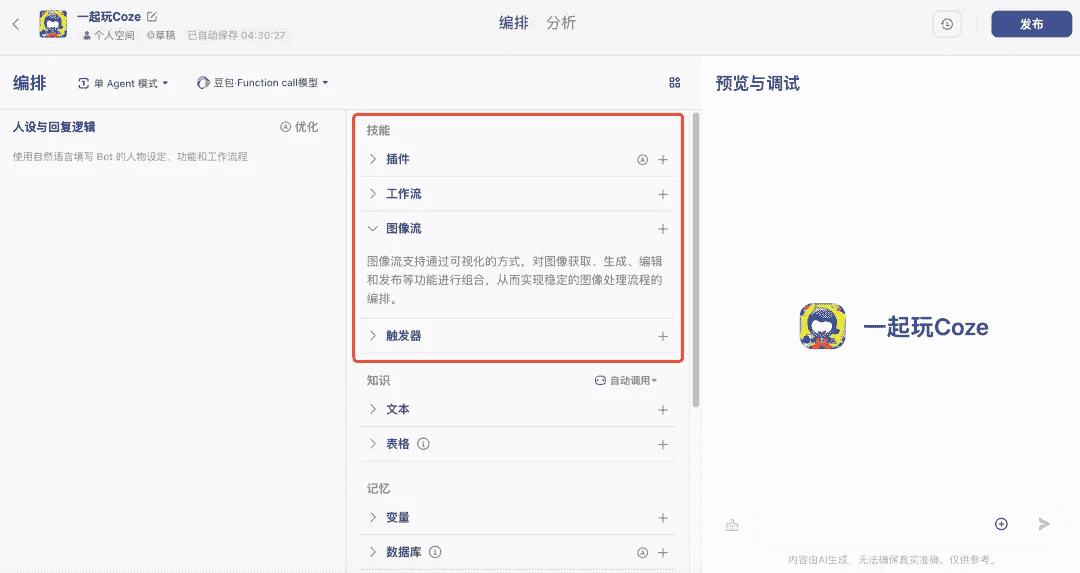 一起玩Coze
个人空间 草稿 已自动保存 04:30:27
编排 分析
发布
编排 单 Agent 模式 豆包·Function call模型
人设与回复逻辑 优化
使用自然语言填写 Bot 的人物设定、功能和工作流程
技能
插件
工作流
图像流
图像流支持通过可视化的方式，对图像获取、生成、编辑
和发布等功能进行组合，从而实现稳定的图像处理流程的
编排。
触发器
知识 自动调用
文本
表格
记忆
变量
数据库
预览与调试
一起玩Coze
内容由AI生成，无法确保真实准确，仅供参考。